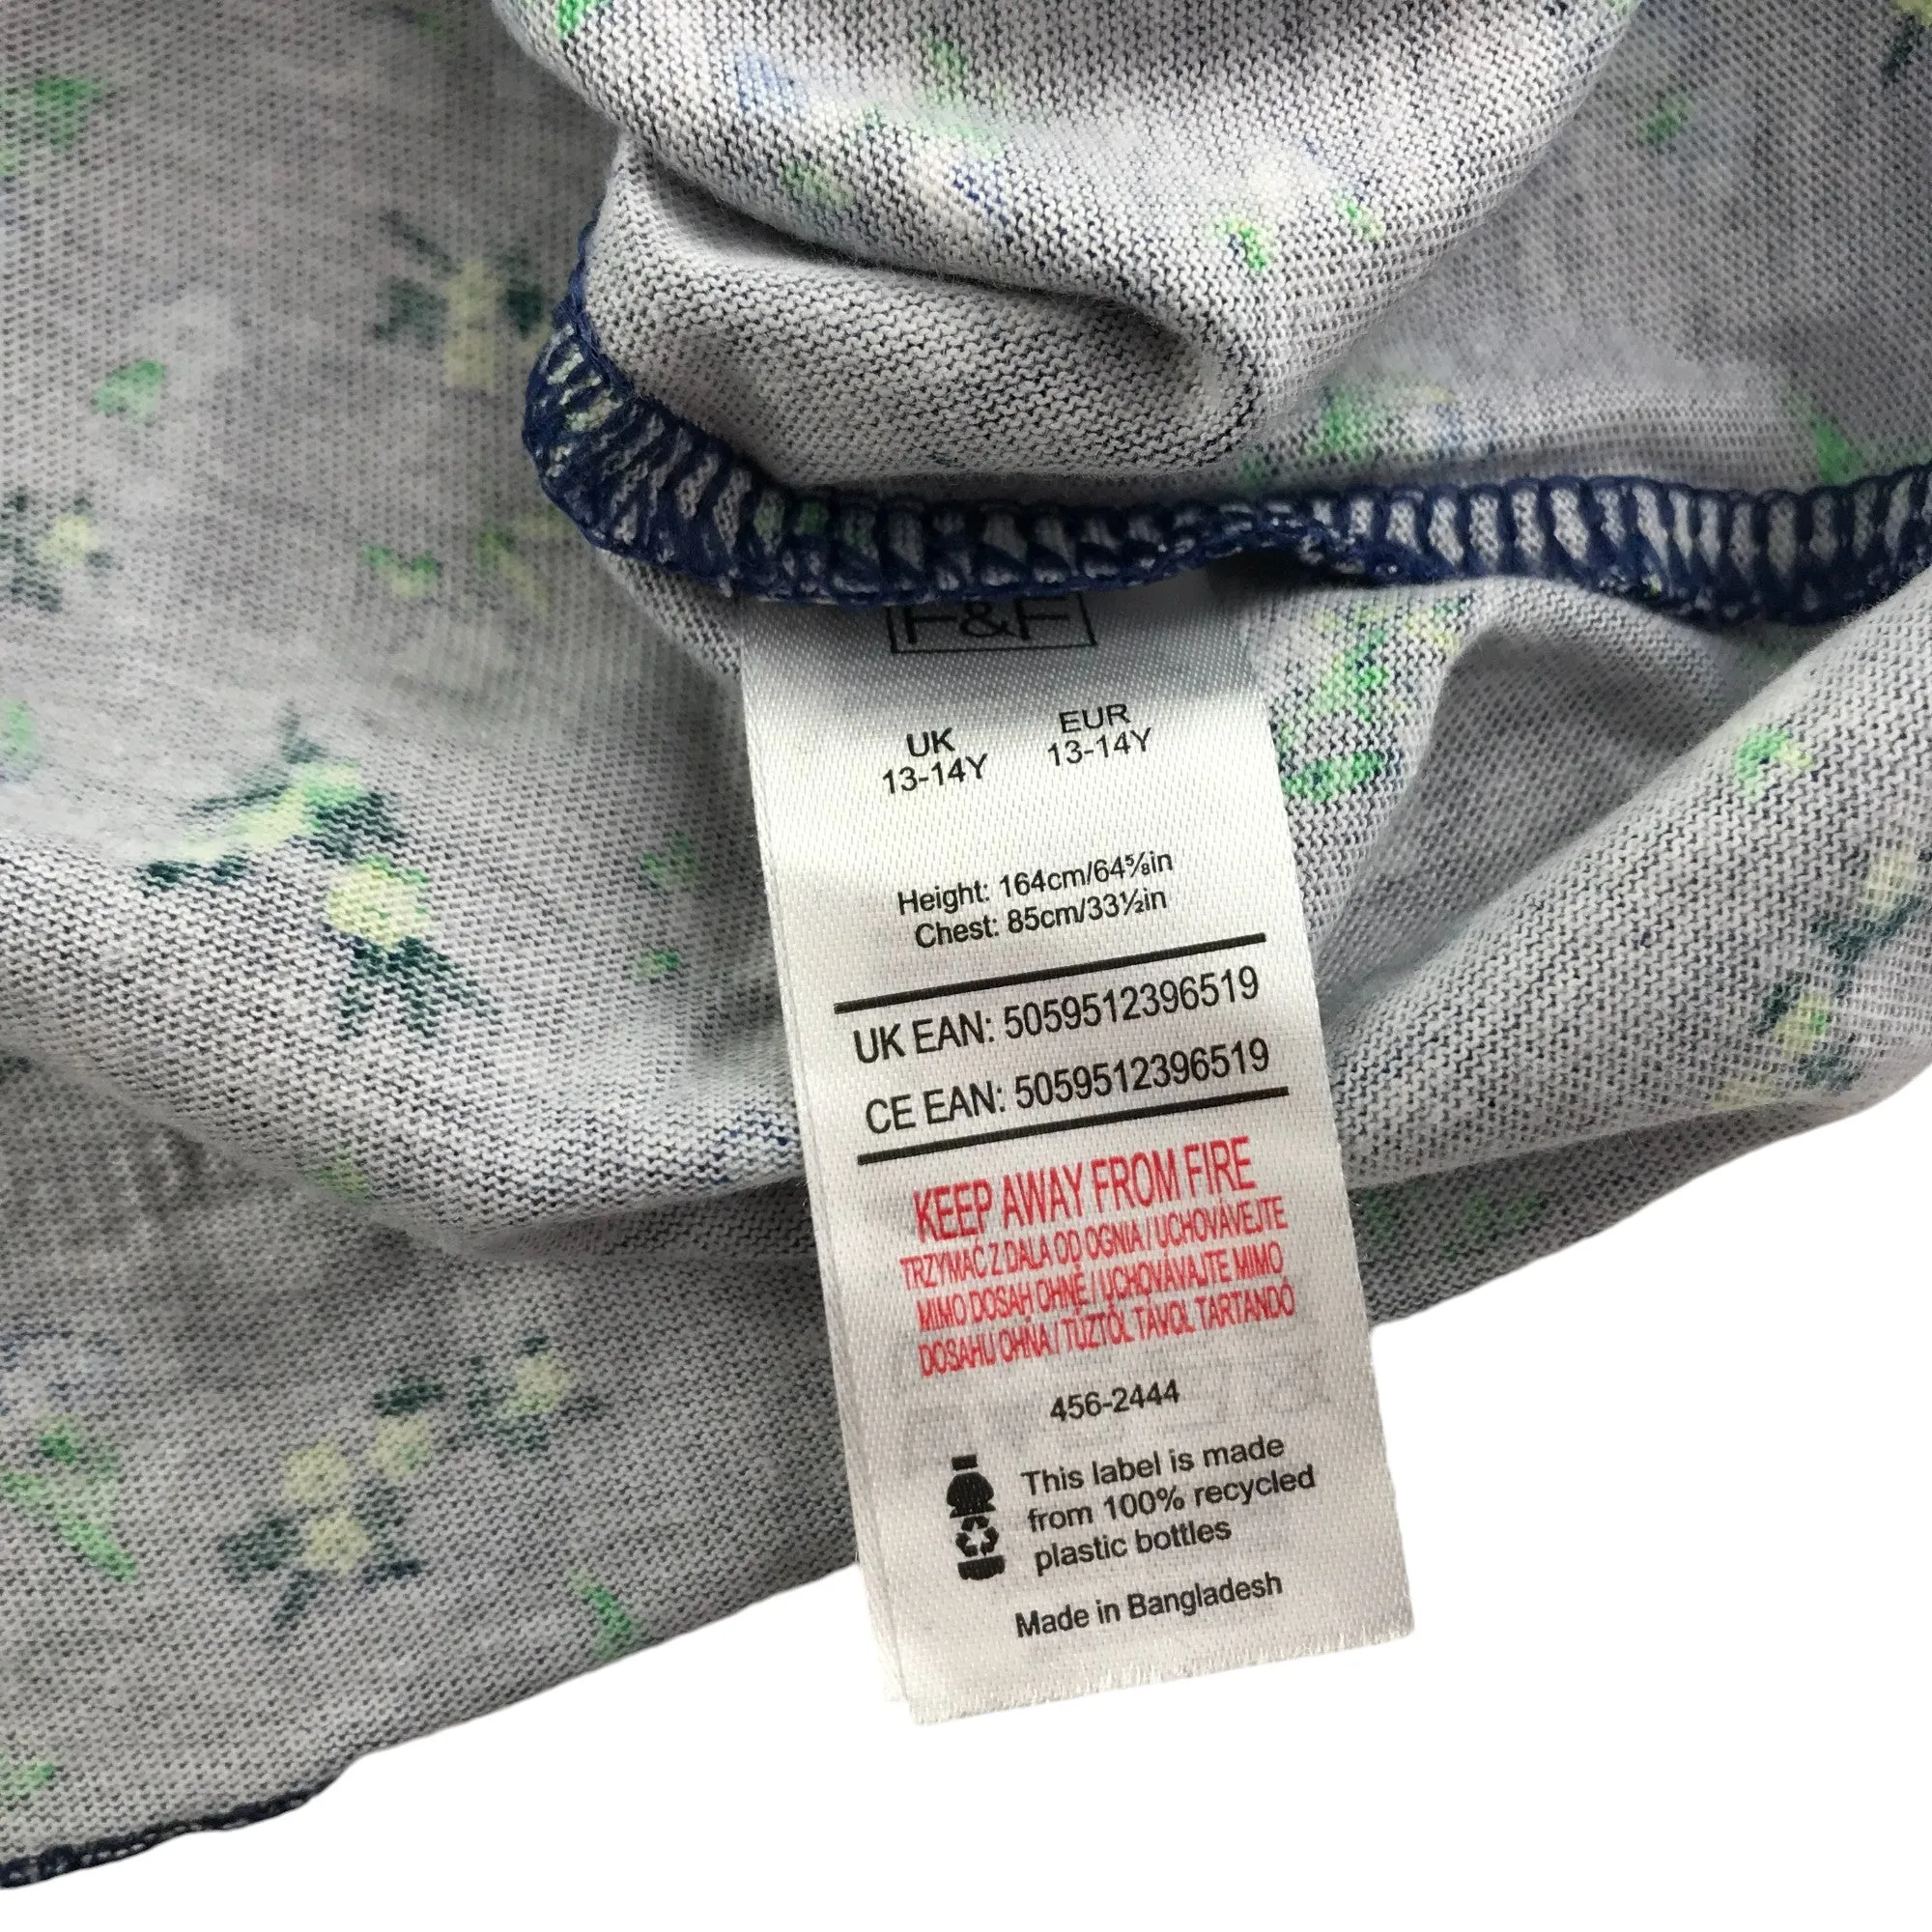 F&F
UK EUR
13-14Y 13-14Y
Height: 164cm/64⅝in
Chest: 85cm/33½in
UK EAN: 5059512396519
CE EAN: 5059512396519
KEEP AWAY FROM FIRE
TRZYMAĆ Z DALA OD OGNIA / UCHOVÁVEJTE
MIMO DOSAH OHNĚ / UCHOVÁVAJTE MIMO
DOSAHU OHŇA / TŰZTŐL TÁVOL TARTANDÓ
456-2444
This label is made
from 100% recycled
plastic bottles
Made in Bangladesh